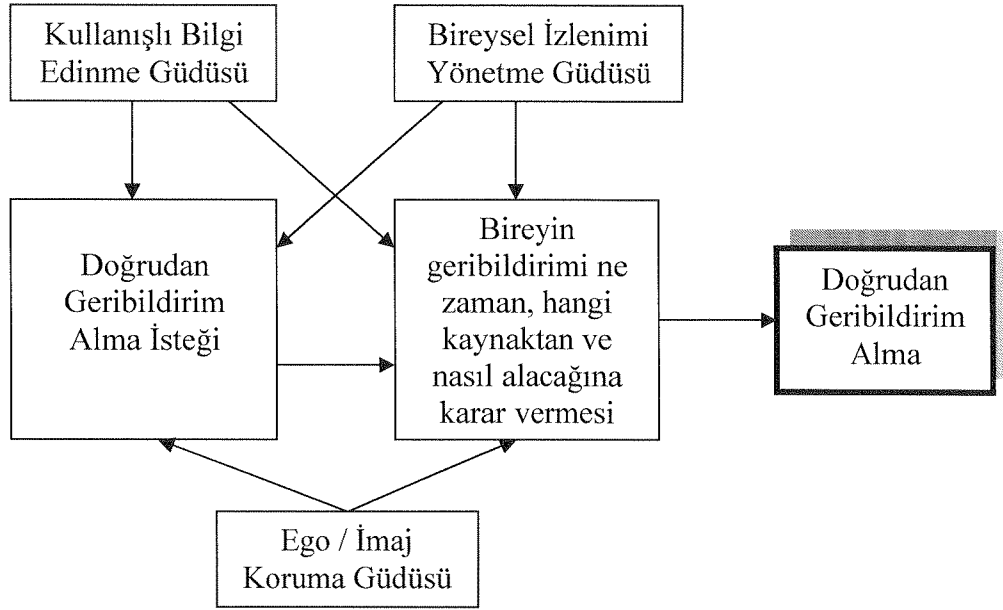 Kullanışlı Bilgi
Edinme Güdüsü
Bireysel İzlenimi
Yönetme Güdüsü
Doğrudan
Geribildirim
Alma İsteği
Bireyin
geribildirimi ne
zaman, hangi
kaynaktan ve
nasıl alacağına
karar vermesi
Doğrudan
Geribildirim
Alma
Ego / İmaj
Koruma Güdüsü